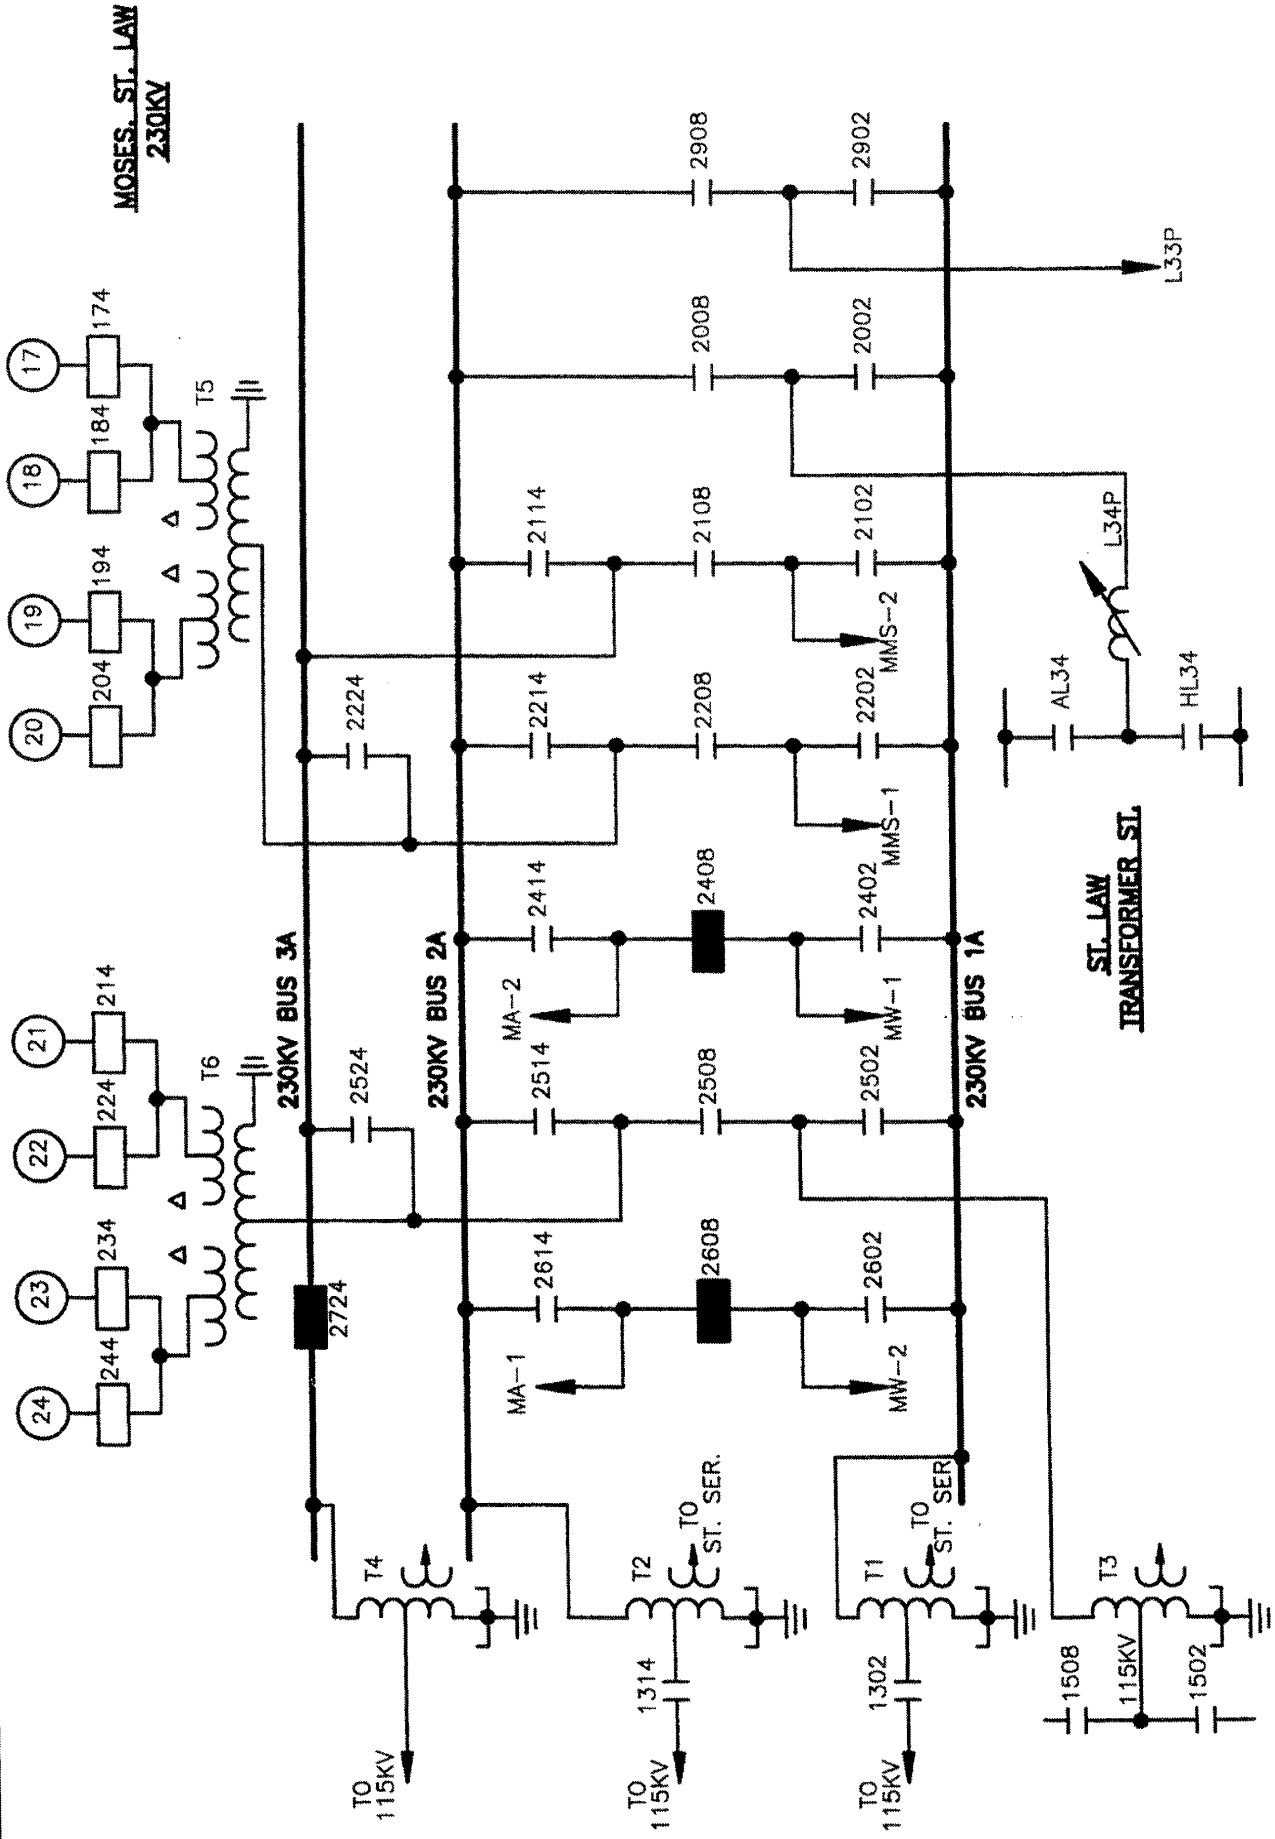 MOSES. ST. LAW
230KV
24
23
22
21
20
19
18
17
244
234
224
214
204
194
184
174
Δ Δ
T6
Δ Δ
T5
230KV BUS 3A
2724
2524
2224
230KV BUS 2A
MA-1
2614
2514
MA-2
2414
2214
2114
2608
2508
2408
2208
2108
2008
2908
MW-2
2602
2502
MW-1
2402
MMS-1
2202
MMS-2
2102
2002
2902
230KV BUS 1A
L33P
L34P
AL34
HL34
ST. LAW
TRANSFORMER ST.
TO
115KV
T4
TO
115KV
1314
T2
TO
ST. SER.
TO
115KV
1302
T1
TO
ST. SER
1508
115KV
1502
T3